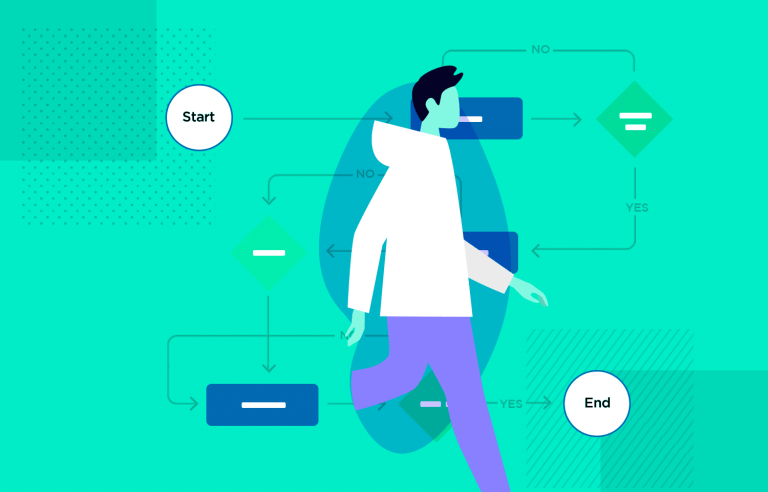 NO
Start
NO
YES
YES
End